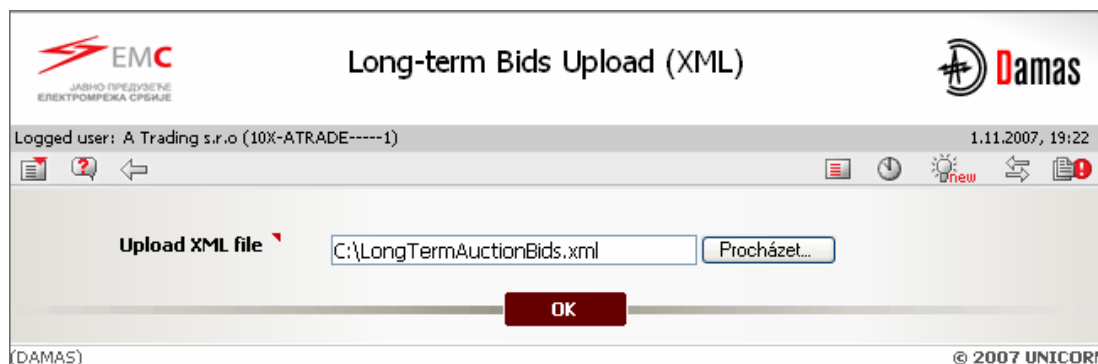 EMC
ЈАВНО ПРЕДУЗЕЋЕ
ЕЛЕКТРОМРЕЖА СРБИЈЕ
Long-term Bids Upload (XML)
Damas
Logged user: A Trading s.r.o (10X-ATRADE-----1)
1.11.2007, 19:22
new
Upload XML file
C:\LongTermAuctionBids.xml
Procházet...
OK
(DAMAS)
© 2007 UNICORN